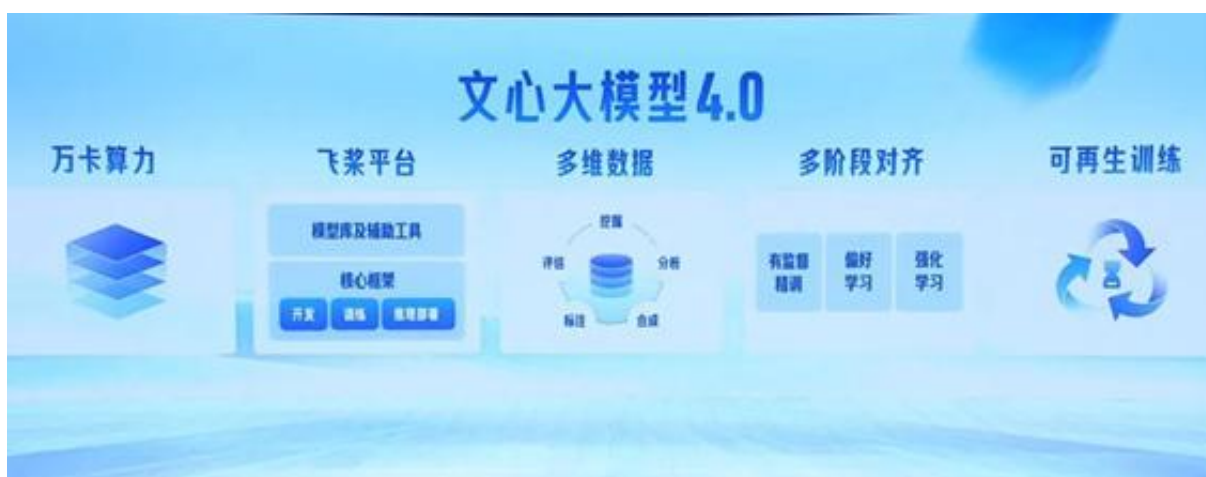 文心大模型4.0
万卡算力
飞桨平台
多维数据
多阶段对齐
可再生训练
模型库及辅助工具
核心框架
开发 训练 推理部署
挖掘
评估
分析
标注
合成
有监督
精调
偏好
学习
强化
学习